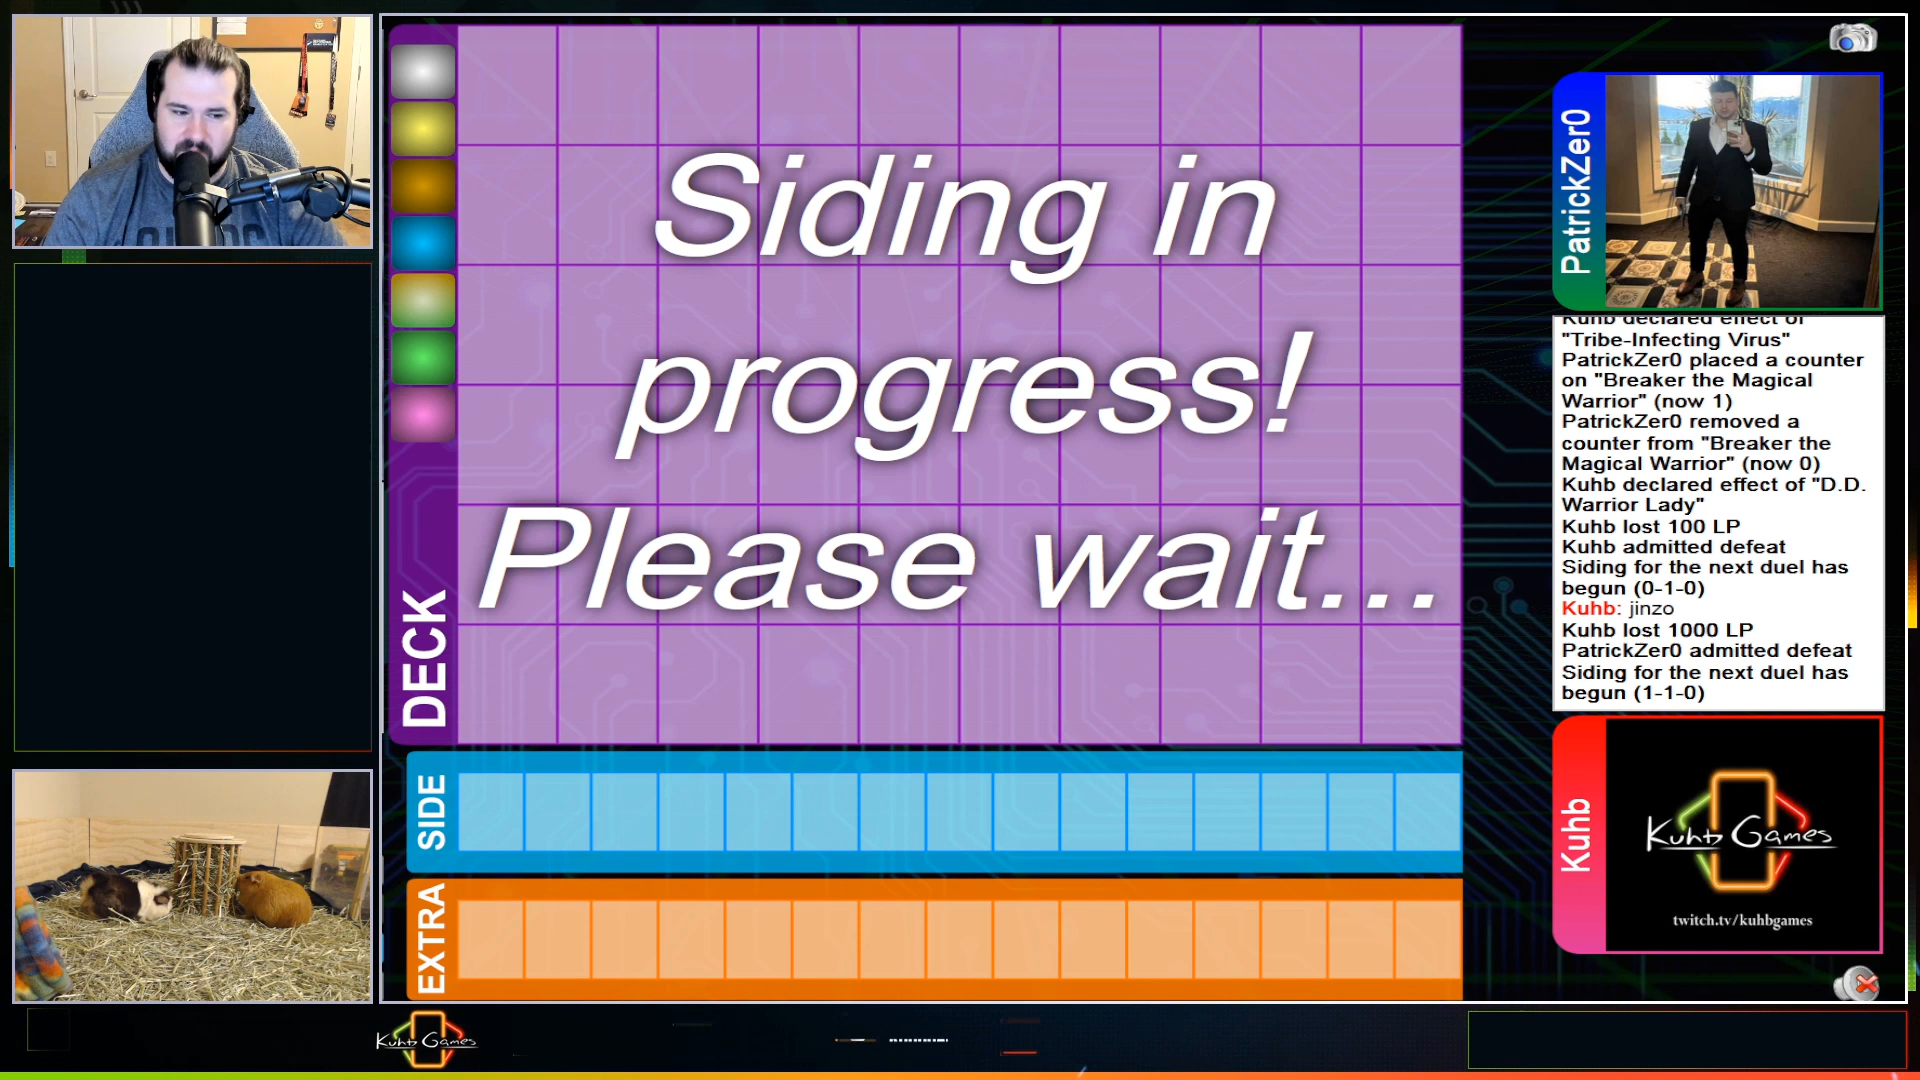 Siding in
progress!
Please wait...
DECK
SIDE
EXTRA
PatrickZer0
Kuhb declared effect of
"Tribe-Infecting Virus"
PatrickZer0 placed a counter
on "Breaker the Magical
Warrior" (now 1)
PatrickZer0 removed a
counter from "Breaker the
Magical Warrior" (now 0)
Kuhb declared effect of "D.D.
Warrior Lady"
Kuhb lost 100 LP
Kuhb admitted defeat
Siding for the next duel has
begun (0-1-0)
Kuhb: jinzo
Kuhb lost 1000 LP
PatrickZer0 admitted defeat
Siding for the next duel has
begun (1-1-0)
Kuhb
Kuhb Games
twitch.tv/kuhbgames
Kuhb Games